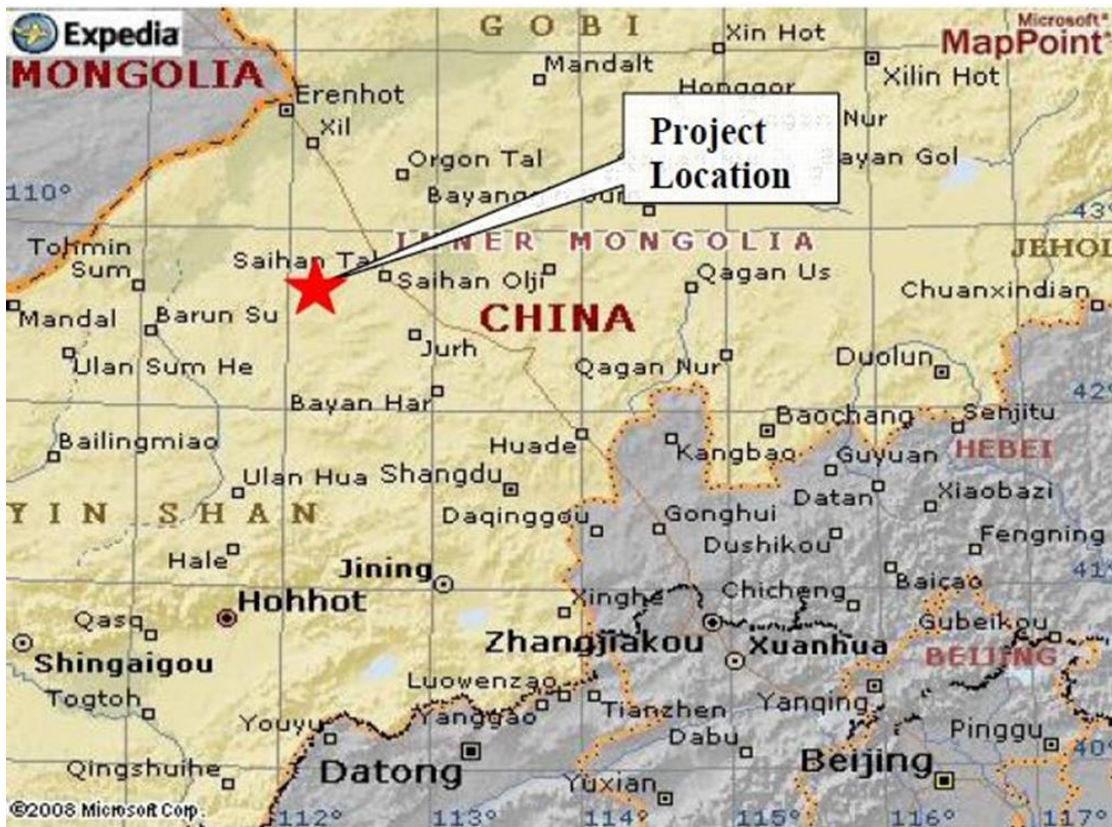 Expedia
GOBI
Microsoft®
MapPoint®
MONGOLIA
Xin Hot
Mandalt
Xilin Hot
Erenhot
Honggor
Xil
Project
Location
Nur
Orgon Tal
Bayan Gol
110°
43°
Tohmin
Sum
INNER MONGOLIA
JEHOL
Saihan Tal
Saihan Olji
Qagan Us
Chuanxindian
Mandal
Barun Su
CHINA
Jurh
Ulan Sum He
Qagan Nur
Duolun
Bayan Har
42°
Baochang
Senjitu
Bailingmiao
Huade
Kangbao
Guyuan
HEBEI
Ulan Hua
Shangdu
Datan
Xiaobazi
YIN SHAN
Daqinggou
Gonghui
Dushikou
Fengning
Hale
Jining
41°
Baicao
Hohhot
Xinghe
Chicheng
Qasq
Zhangjiakou
Xuanhua
Gubeikou
Shingaigou
BEIJING
Luowenzao
Togtoh
Yanggao
Tianzhen
Yanqing
Youyu
Dabu
Pinggu
40°
Qingshuihe
Datong
Yuxian
Beijing
©2008 Microsoft Corp.
112°
113°
114°
115°
116°
117°